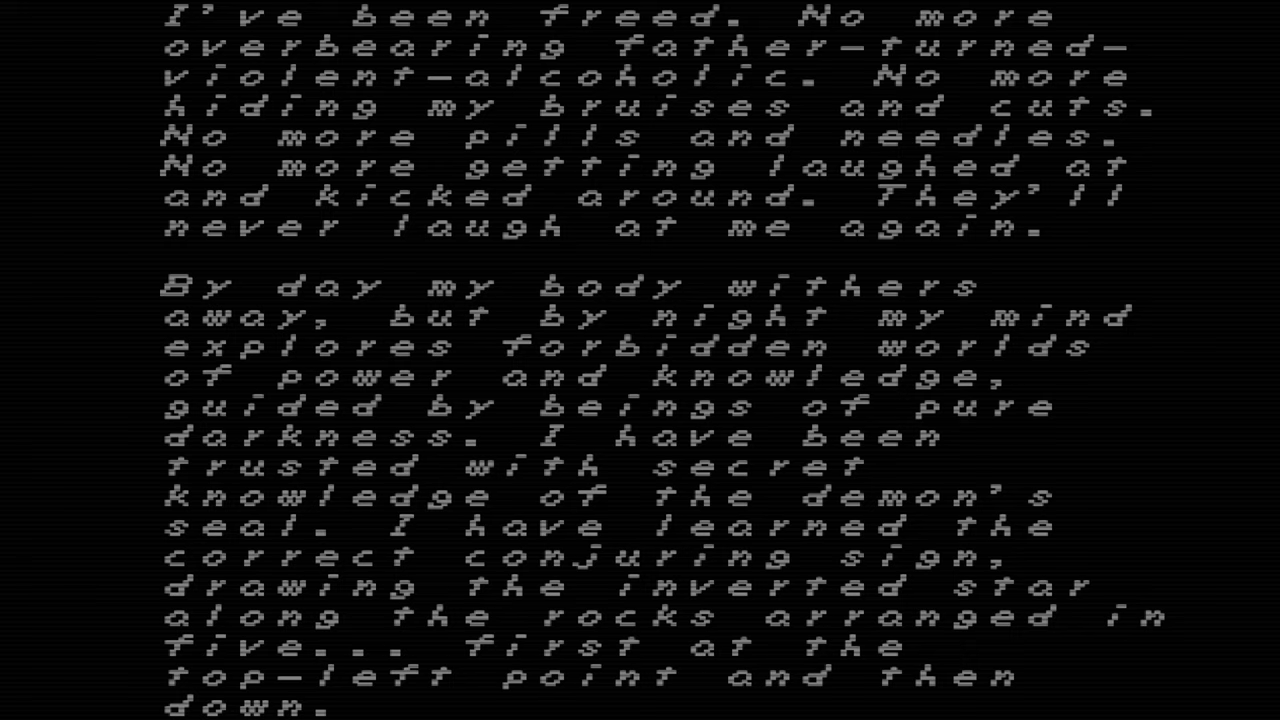 I've been freed. No more
overbearing father-turned-
violent-alcoholic. No more
hiding my bruises and cuts.
No more pills and needles.
No more getting laughed at
and kicked around. They'll
never laugh at me again.
By day my body withers
away, but by night my mind
explores forbidden worlds
of power and knowledge,
guided by beings of pure
darkness. I have been
trusted with secret
knowledge of the demon's
seal. I have learned the
correct conjuring sign,
drawing the inverted star
along the rocks arranged in
five... first at the
top-left point and then
down.